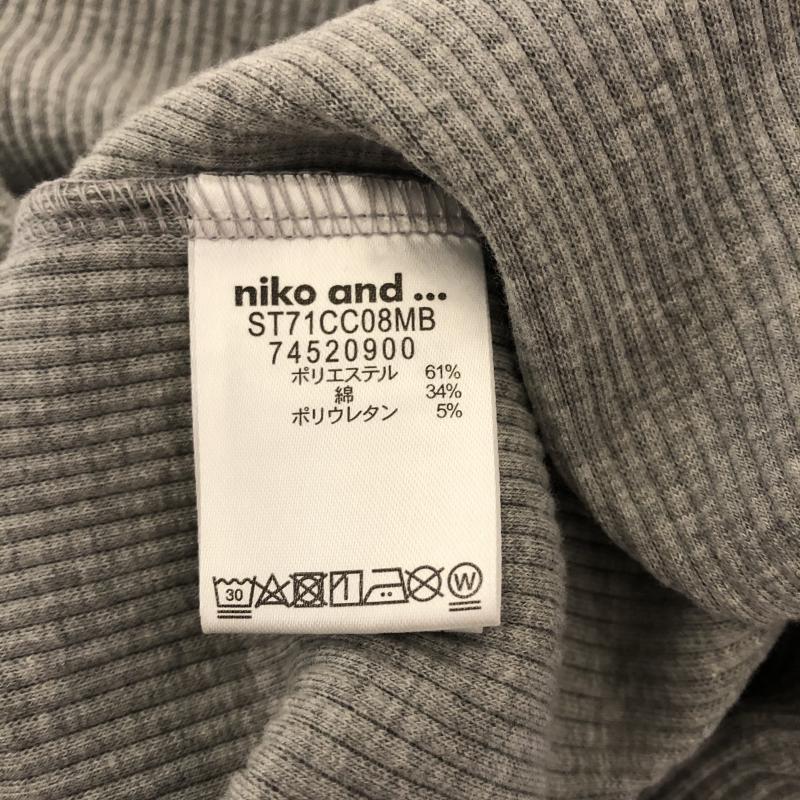 niko and ...
ST71CC08MB
74520900
ポリエステル 61%
綿 34%
ポリウレタン 5%
30 W